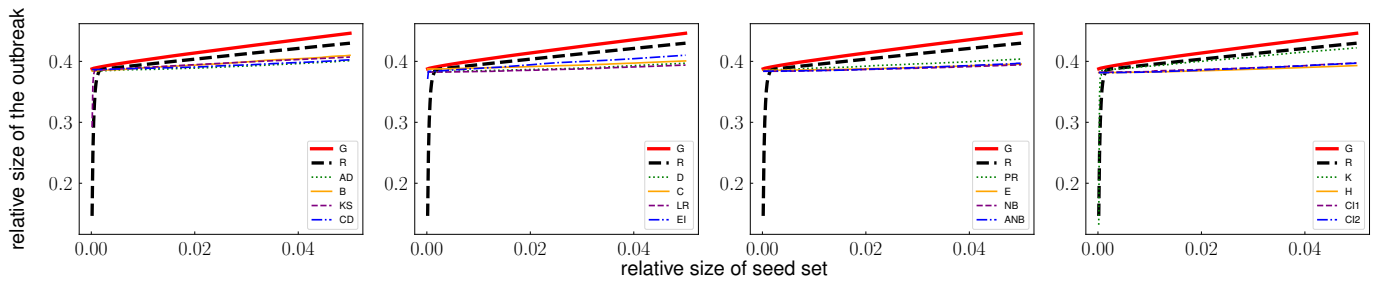 relative size of the outbreak
0.4
0.3
0.2
0.00
0.02
0.04
G
R
AD
B
KS
CD
0.4
0.3
0.2
0.00
0.02
0.04
G
R
D
C
LR
EI
0.4
0.3
0.2
0.00
0.02
0.04
G
R
PR
E
NB
ANB
0.4
0.3
0.2
0.00
0.02
0.04
G
R
K
H
CI1
CI2
relative size of seed set